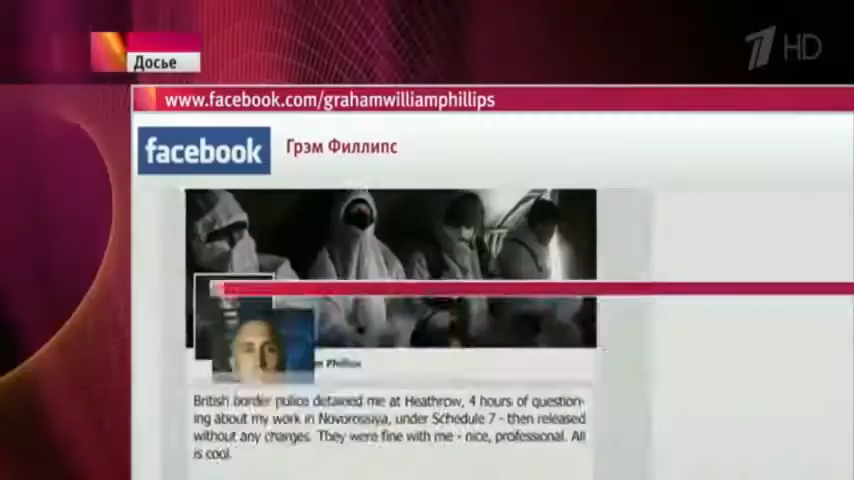 Досье
1 HD
www.facebook.com/grahamwilliamphillips
facebook
Грэм Филлипс
Phillips
British border police detained me at Heathrow, 4 hours of question-
ing about my work in Novorossiya, under Schedule 7 - then released
without any charges. They were fine with me - nice, professional. All
is cool.